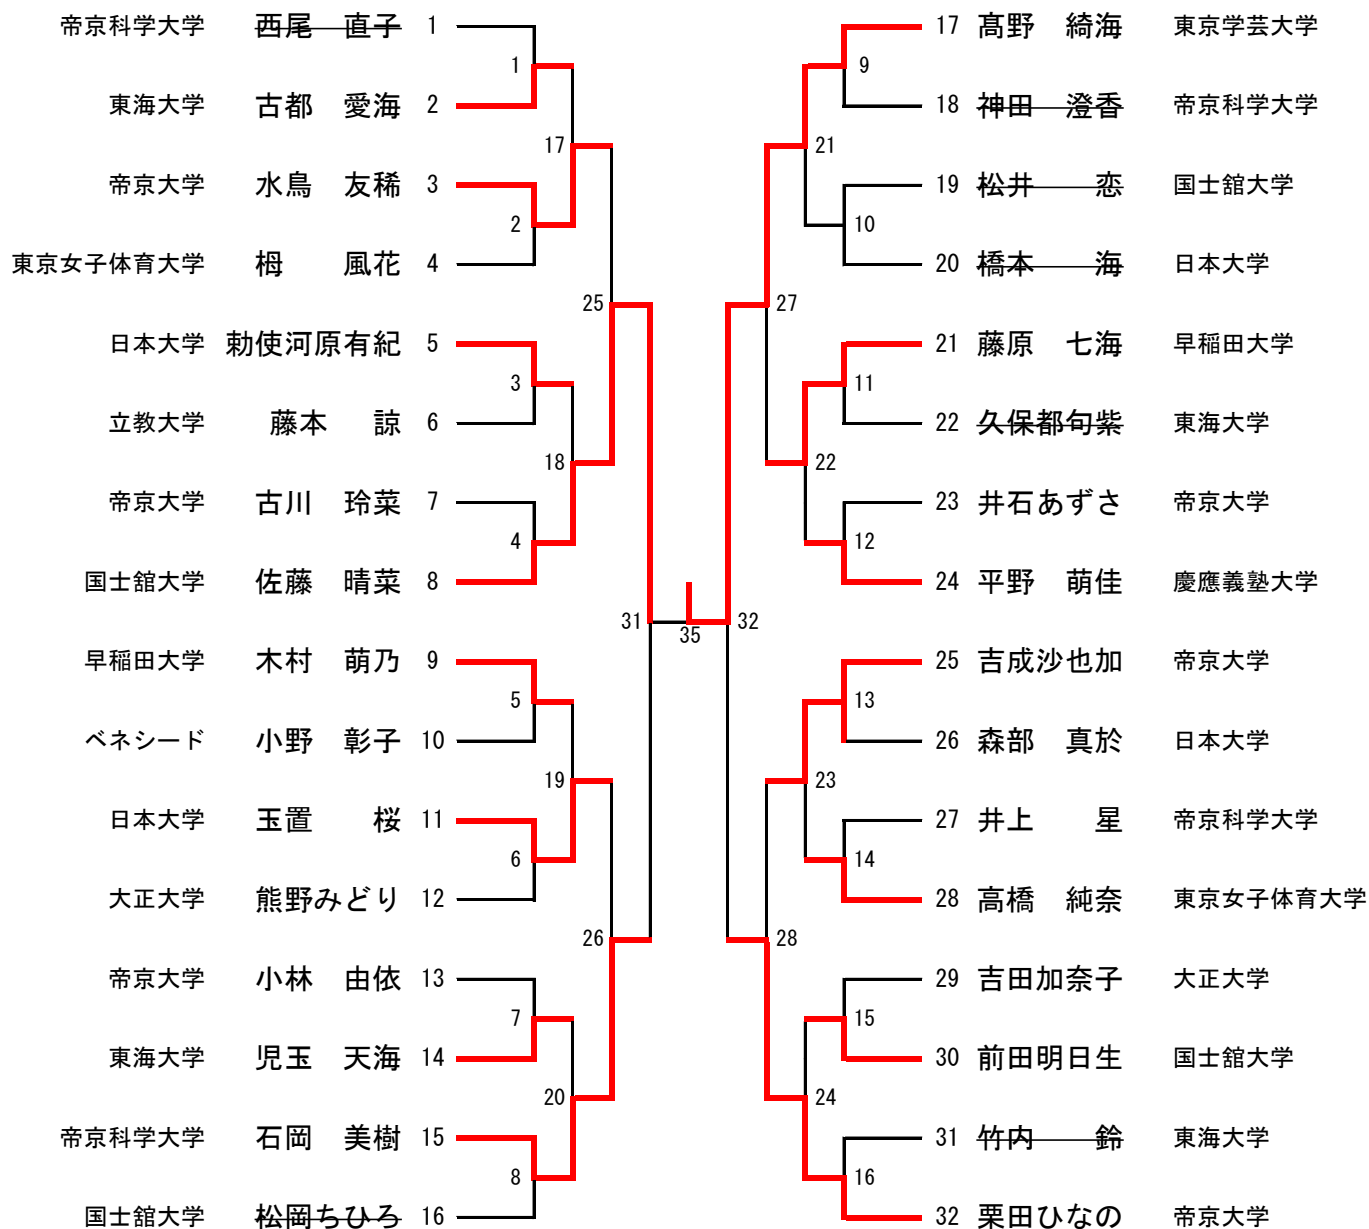 帝京科学大学 西尾 直子 1
1
東海大学 古都 愛海 2
17
帝京大学 水鳥 友稀 3
2
東京女子体育大学 栂 風花 4
25
日本大学 勅使河原有紀 5
3
立教大学 藤本 諒 6
18
帝京大学 古川 玲菜 7
4
国士舘大学 佐藤 晴菜 8
31
早稲田大学 木村 萌乃 9
5
ベネシード 小野 彰子 10
19
日本大学 玉置 桜 11
6
大正大学 熊野みどり 12
26
帝京大学 小林 由依 13
7
東海大学 児玉 天海 14
20
帝京科学大学 石岡 美樹 15
8
国士舘大学 松岡ちひろ 16
35
17 髙野 綺海 東京学芸大学
9
18 神田 澄香 帝京科学大学
21
19 松井 恋 国士舘大学
10
20 橋本 海 日本大学
27
21 藤原 七海 早稲田大学
11
22 久保都句紫 東海大学
22
23 井石あずさ 帝京大学
12
24 平野 萌佳 慶應義塾大学
32
25 吉成沙也加 帝京大学
13
26 森部 真於 日本大学
23
27 井上 星 帝京科学大学
14
28 高橋 純奈 東京女子体育大学
28
29 吉田加奈子 大正大学
15
30 前田明日生 国士舘大学
24
31 竹内 鈴 東海大学
16
32 栗田ひなの 帝京大学